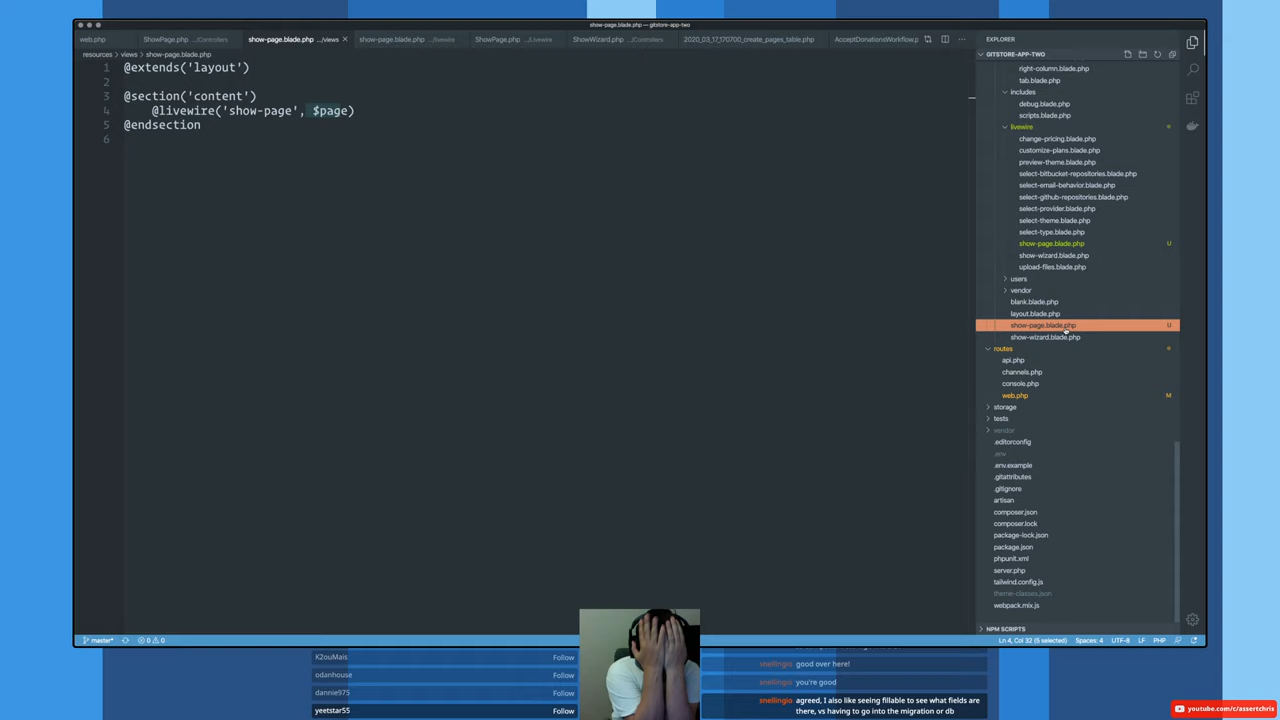 show-page.blade.php — gitstore-app-two
web.php
ShowPage.php .../Controllers
show-page.blade.php .../views
show-page.blade.php .../livewire
ShowPage.php .../Livewire
ShowWizard.php .../Controllers
2020_03_17_170700_create_pages_table.php
AcceptDonationsWorkflow.p
resources › views › show-page.blade.php
1 @extends('layout')
2
3 @section('content')
4 @livewire('show-page', $page)
5 @endsection
6
EXPLORER
GITSTORE-APP-TWO
right-column.blade.php
tab.blade.php
includes
debug.blade.php
scripts.blade.php
livewire
change-pricing.blade.php
customize-plans.blade.php
preview-theme.blade.php
select-bitbucket-repositories.blade.php
select-email-behavior.blade.php
select-github-repositories.blade.php
select-provider.blade.php
select-theme.blade.php
select-type.blade.php
show-page.blade.php U
show-wizard.blade.php
upload-files.blade.php
users
vendor
blank.blade.php
layout.blade.php
show-page.blade.php U
show-wizard.blade.php
routes
api.php
channels.php
console.php
web.php M
storage
tests
vendor
.editorconfig
.env
.env.example
.gitattributes
.gitignore
artisan
composer.json
composer.lock
package-lock.json
package.json
phpunit.xml
server.php
tailwind.config.js
theme-classes.json
webpack.mix.js
NPM SCRIPTS
master* 0 0
Ln 4, Col 32 (5 selected) Spaces: 4 UTF-8 LF PHP
K2ouMais Follow
odanhouse Follow
dannie975 Follow
yeetstar55 Follow
snellingio good over here!
snellingio you're good
snellingio agreed, I also like seeing fillable to see what fields are
there, vs having to go into the migration or db
youtube.com/c/assertchris